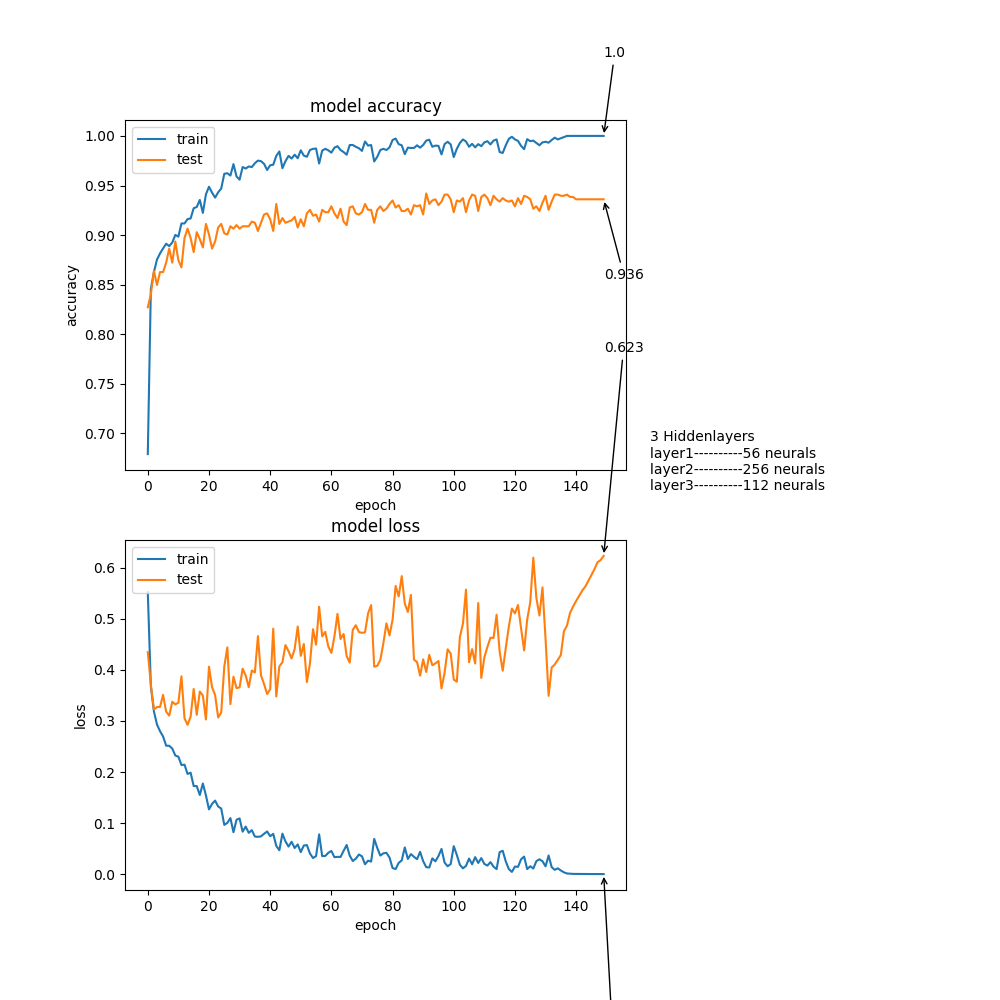 1.0
model accuracy
train
test
1.00
0.95
0.90
0.85
0.80
0.75
0.70
accuracy
0.936
0.623
0 20 40 60 80 100 120 140
epoch
3 Hiddenlayers
layer1----------56 neurals
layer2----------256 neurals
layer3----------112 neurals
model loss
train
test
0.6
0.5
0.4
0.3
0.2
0.1
0.0
loss
0 20 40 60 80 100 120 140
epoch